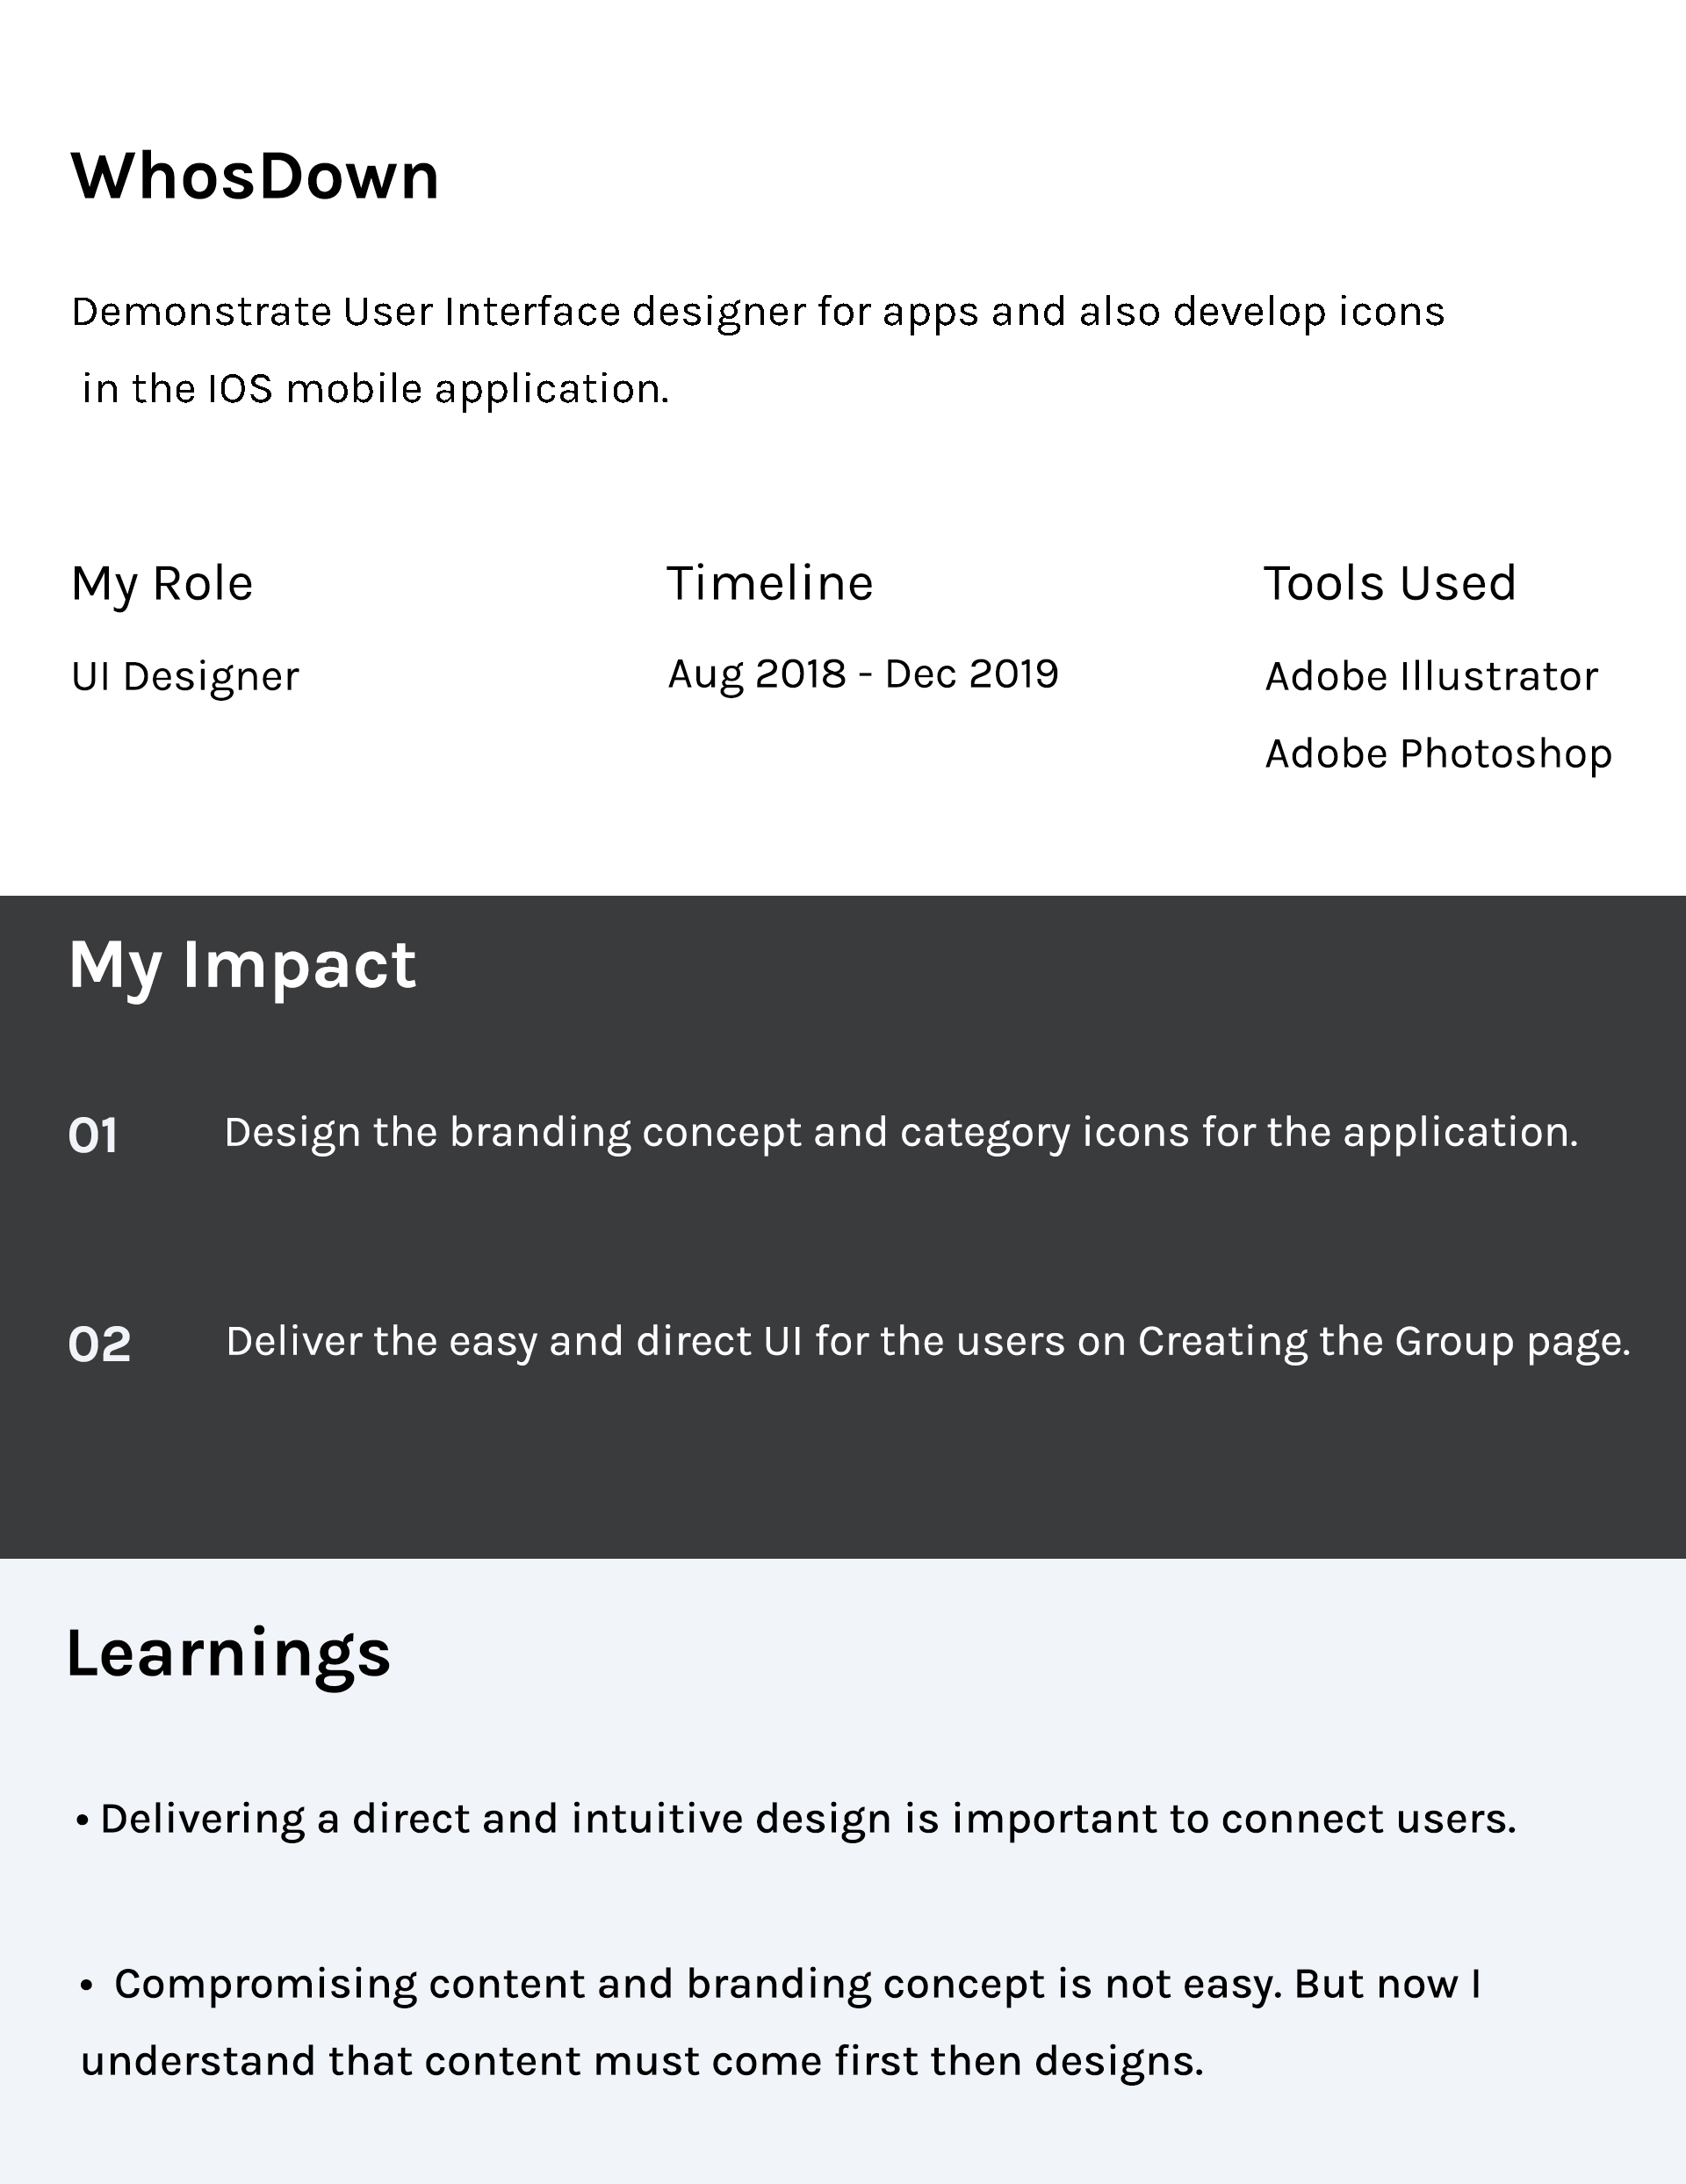 WhosDown
Demonstrate User Interface designer for apps and also develop icons
in the IOS mobile application.
My Role
UI Designer
Timeline
Aug 2018 - Dec 2019
Tools Used
Adobe Illustrator
Adobe Photoshop
My Impact
01 Design the branding concept and category icons for the application.
02 Deliver the easy and direct UI for the users on Creating the Group page.
Learnings
• Delivering a direct and intuitive design is important to connect users.
• Compromising content and branding concept is not easy. But now I
understand that content must come first then designs.